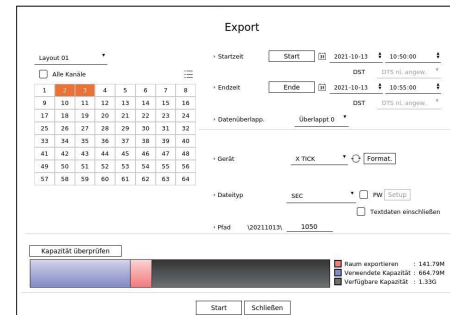 Export
Layout 01
Alle Kanäle
1 2 3 4 5 6 7 8
9 10 11 12 13 14 15 16
17 18 19 20 21 22 23 24
25 26 27 28 29 30 31 32
33 34 35 36 37 38 39 40
41 42 43 44 45 46 47 48
49 50 51 52 53 54 55 56
57 58 59 60 61 62 63 64
Startzeit Start 31 2021-10-13 10:50:00
DST DTS ni. angew.
Endzeit Ende 31 2021-10-13 10:55:00
DST DTS ni. angew.
Datenüberlapp. Überlappt 0
Gerät X TICK Format.
Dateityp SEC PW Setup
Textdaten einschließen
Pfad \20211013\ 1050
Kapazität überprüfen
Raum exportieren : 141.79M
Verwendete Kapazität : 664.79M
Verfügbare Kapazität : 1.33G
Start Schließen